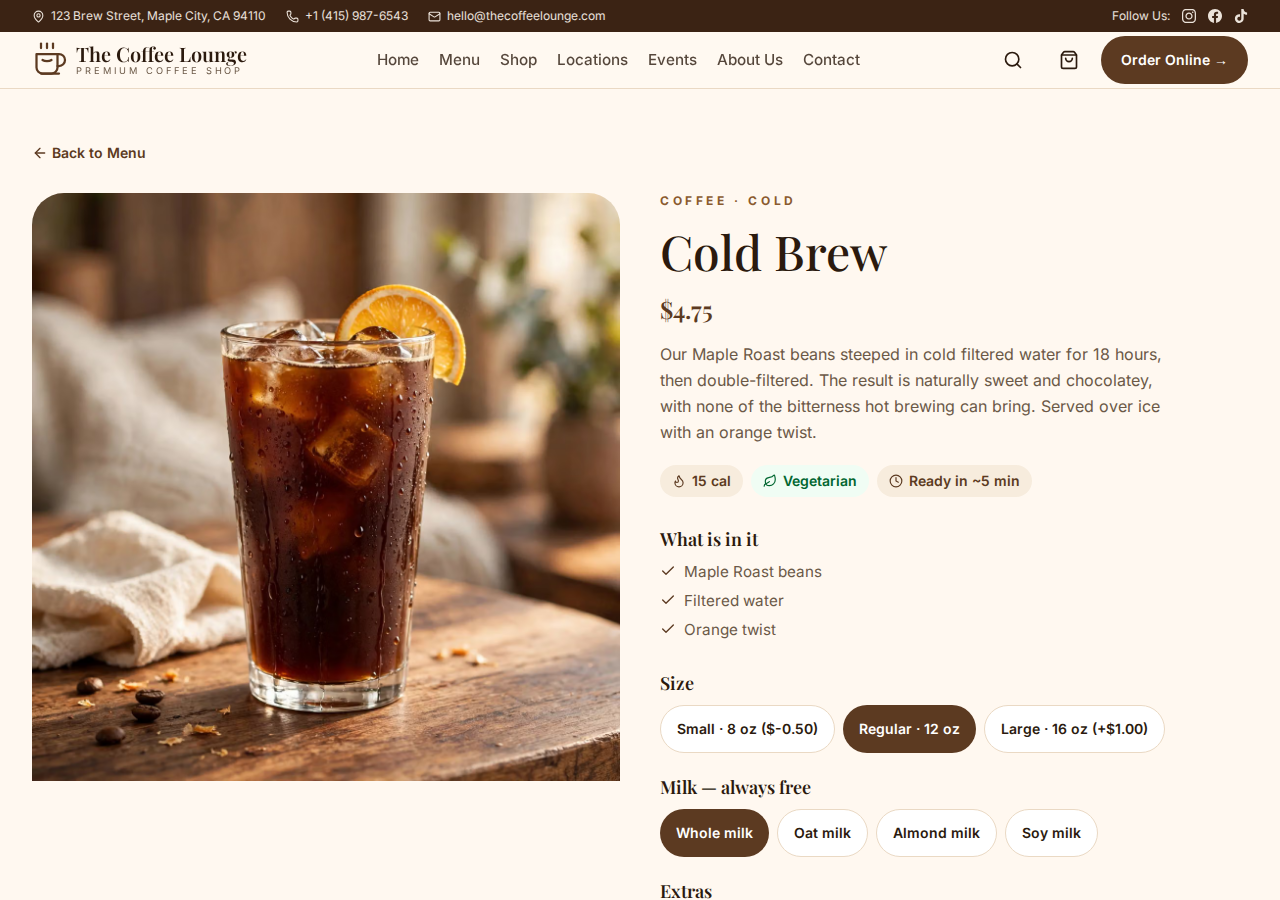 123 Brew Street, Maple City, CA 94110 +1 (415) 987-6543 hello@thecoffeelounge.com Follow Us:
The Coffee Lounge
PREMIUM COFFEE SHOP
Home Menu Shop Locations Events About Us Contact
Order Online →
← Back to Menu
COFFEE · COLD
Cold Brew
$4.75
Our Maple Roast beans steeped in cold filtered water for 18 hours,
then double-filtered. The result is naturally sweet and chocolatey,
with none of the bitterness hot brewing can bring. Served over ice
with an orange twist.
15 cal Vegetarian Ready in ~5 min
What is in it
Maple Roast beans
Filtered water
Orange twist
Size
Small · 8 oz ($-0.50) Regular · 12 oz Large · 16 oz (+$1.00)
Milk — always free
Whole milk Oat milk Almond milk Soy milk
Extras